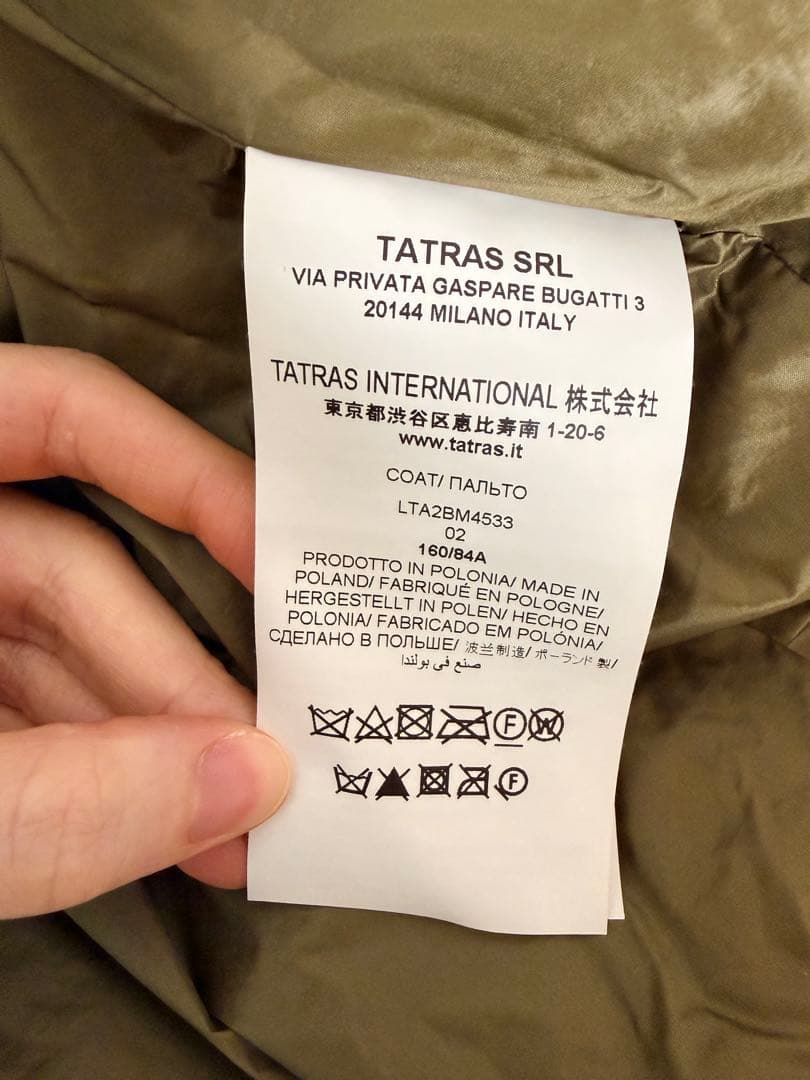 TATRAS SRL
VIA PRIVATA GASPARE BUGATTI 3
20144 MILANO ITALY
TATRAS INTERNATIONAL 株式会社
東京都渋谷区恵比寿南 1-20-6
www.tatras.it
COAT/ ПАЛЬТО
LTA2BM4533
02
160/84A
PRODOTTO IN POLONIA/ MADE IN
POLAND/ FABRIQUÉ EN POLOGNE/
HERGESTELLT IN POLEN/ HECHO EN
POLONIA/ FABRICADO EM POLÓNIA/
СДЕЛАНО В ПОЛЬШЕ/ 波兰制造/ ポーランド製/
صنع في بولندا
F W
F